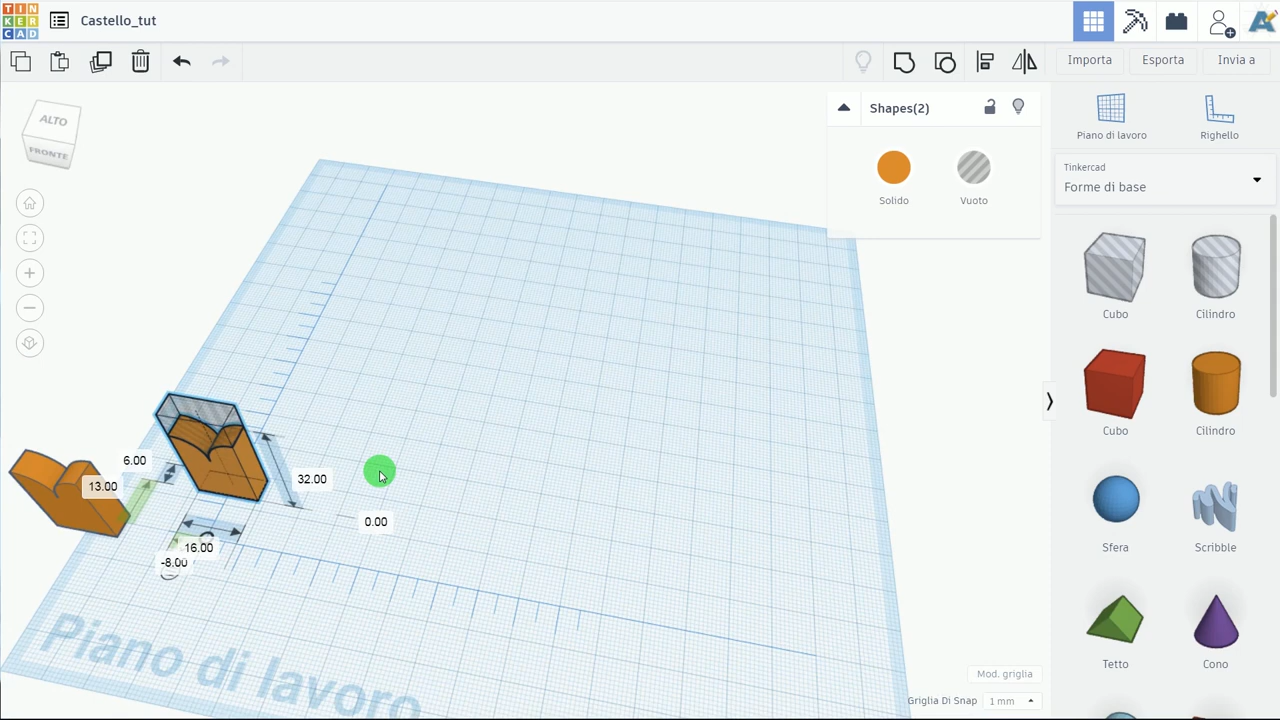 TIN
KER
CAD
Castello_tut
Importa
Esporta
Invia a
ALTO
FRONTE
Shapes(2)
Solido
Vuoto
Piano di lavoro
Righello
Tinkercad
Forme di base
Cubo
Cilindro
Cubo
Cilindro
Sfera
Scribble
Tetto
Cono
6.00
13.00
32.00
0.00
16.00
-8.00
Piano di lavoro
Mod. griglia
Griglia Di Snap
1 mm